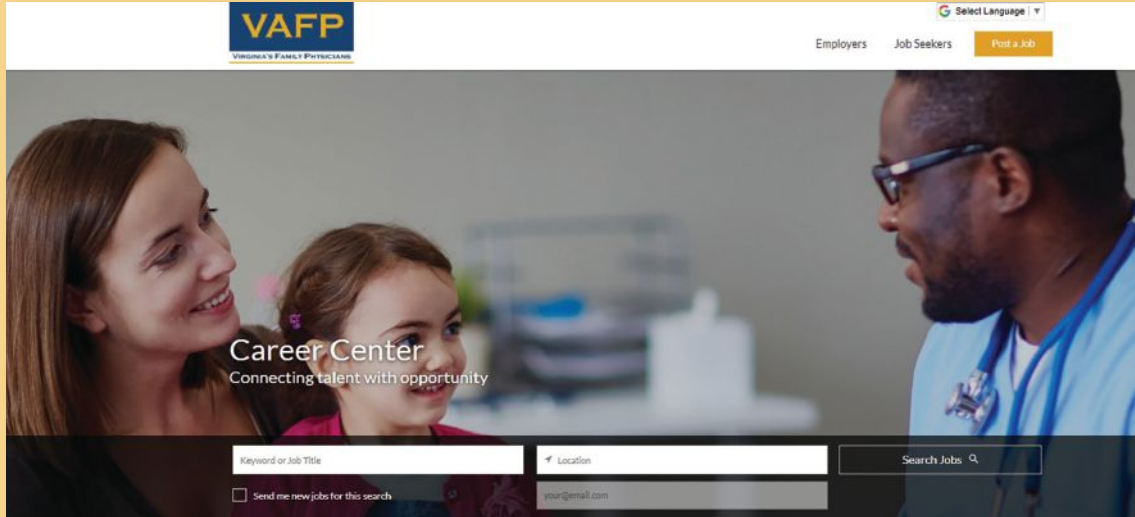 VAFP
VIRGINIA'S FAMILY PHYSICIANS
Select Language
Employers Job Seekers Post a Job
Career Center
Connecting talent with opportunity
Keyword or Job Title Location Search Jobs
Send me new jobs for this search your@email.com